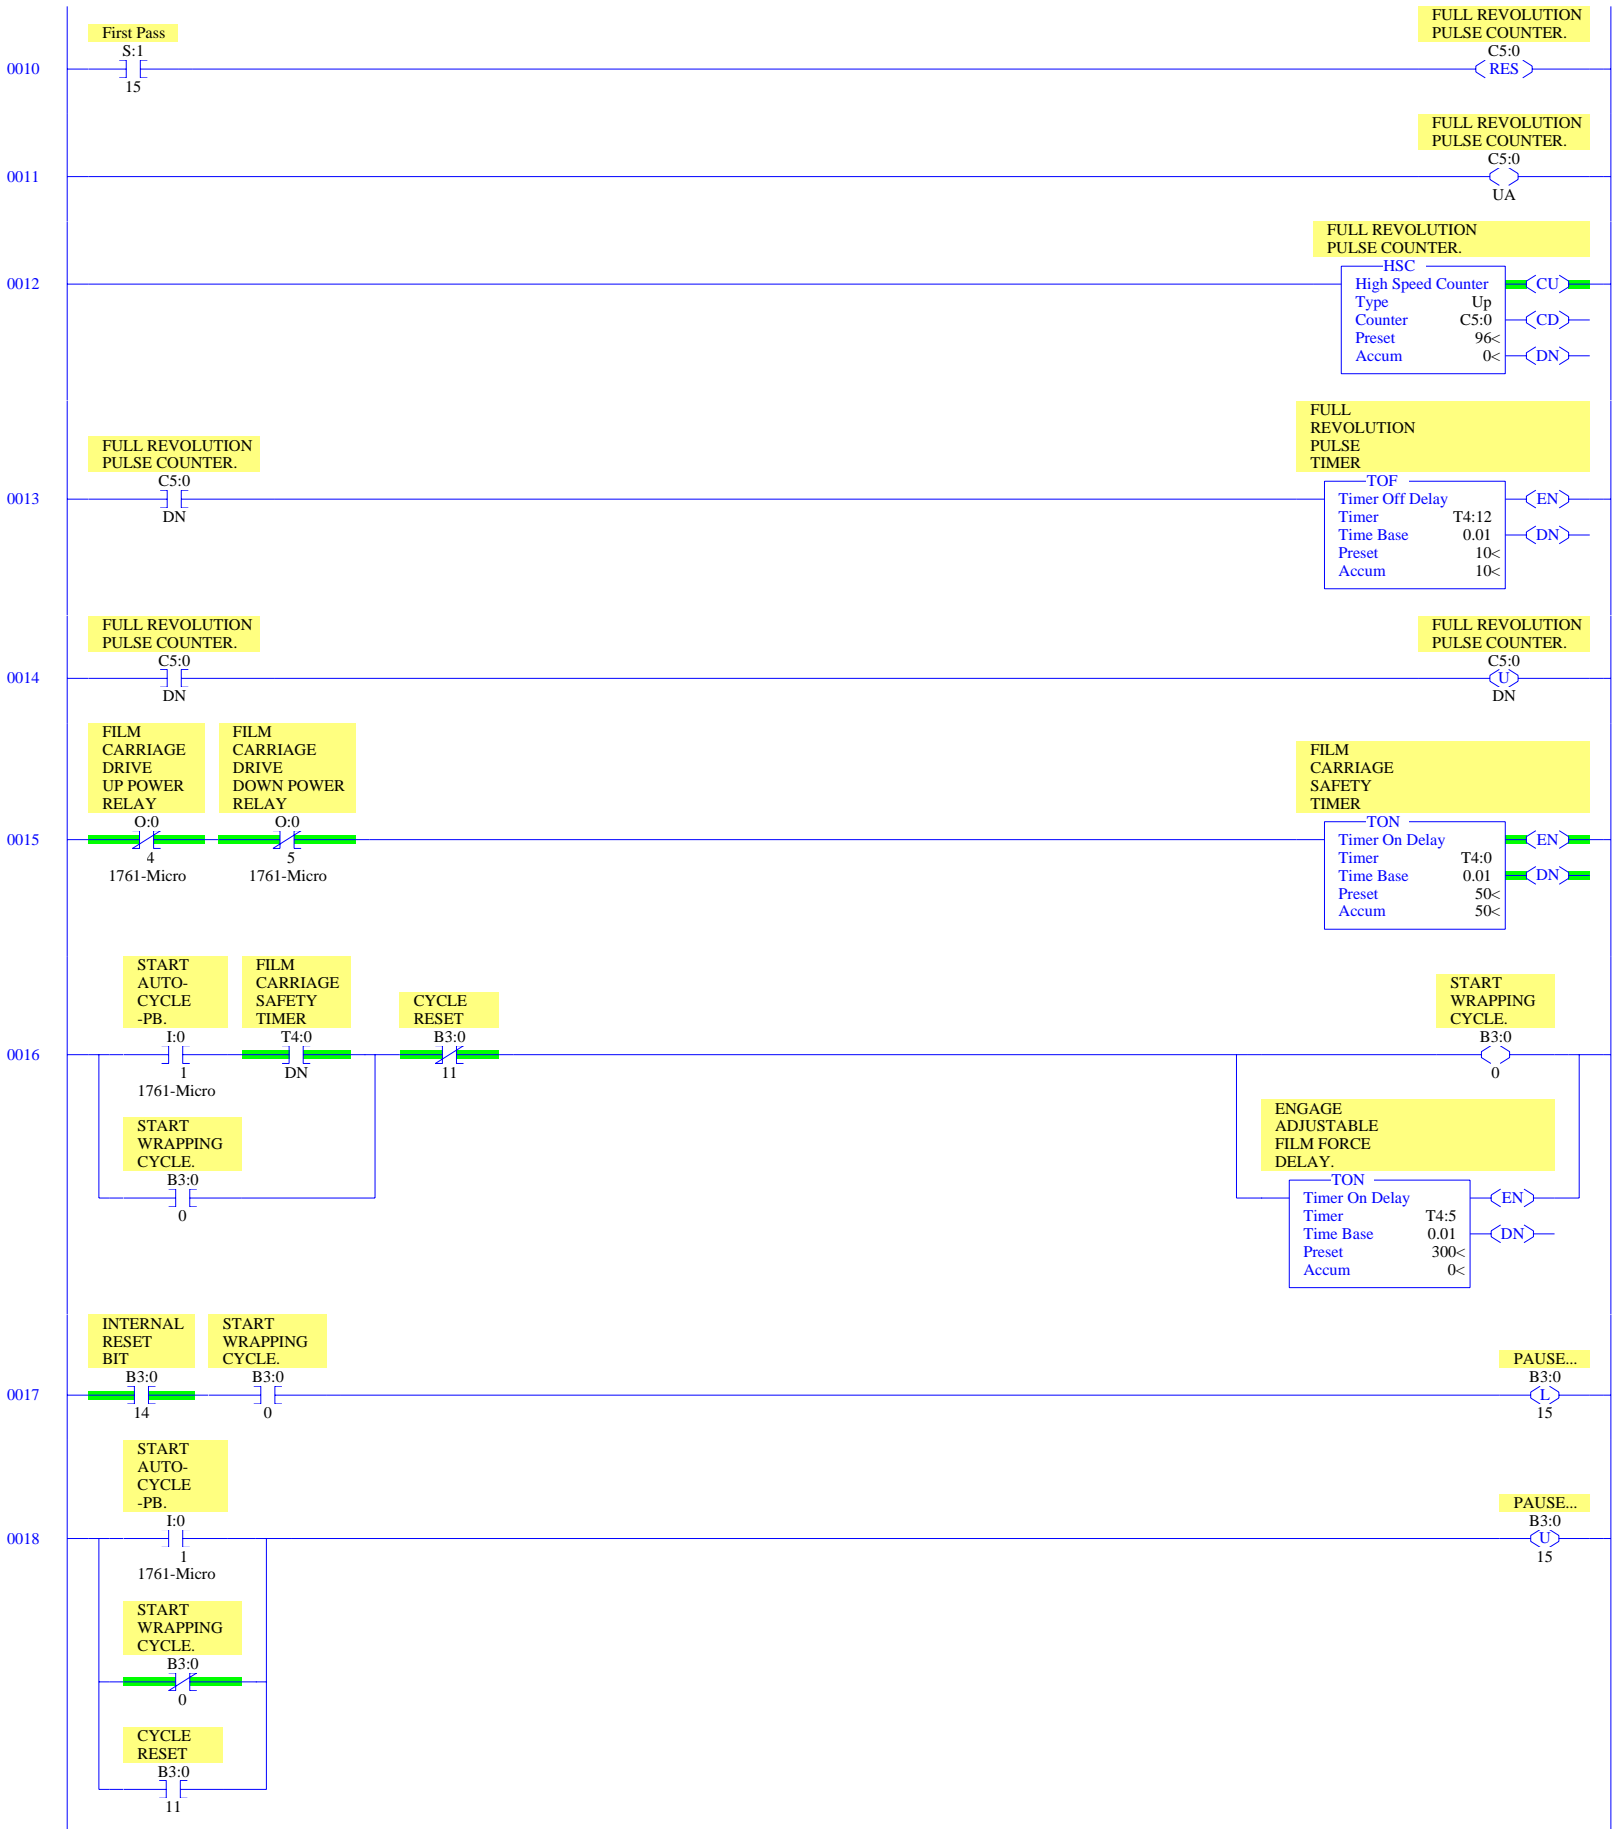 First Pass
S:1
15
FULL REVOLUTION
PULSE COUNTER.
C5:0
RES
0010
FULL REVOLUTION
PULSE COUNTER.
C5:0
UA
0011
FULL REVOLUTION
PULSE COUNTER.
HSC
High Speed Counter
Type Up
Counter C5:0
Preset 96<
Accum 0<
CU
CD
DN
0012
FULL REVOLUTION
PULSE COUNTER.
C5:0
DN
FULL
REVOLUTION
PULSE
TIMER
TOF
Timer Off Delay
Timer T4:12
Time Base 0.01
Preset 10<
Accum 10<
EN
DN
0013
FULL REVOLUTION
PULSE COUNTER.
C5:0
DN
FULL REVOLUTION
PULSE COUNTER.
C5:0
U
DN
0014
FILM
CARRIAGE
DRIVE
UP POWER
RELAY
O:0
4
1761-Micro
FILM
CARRIAGE
DRIVE
DOWN POWER
RELAY
O:0
5
1761-Micro
FILM
CARRIAGE
SAFETY
TIMER
TON
Timer On Delay
Timer T4:0
Time Base 0.01
Preset 50<
Accum 50<
EN
DN
0015
START
AUTO-
CYCLE
-PB.
I:0
1
1761-Micro
FILM
CARRIAGE
SAFETY
TIMER
T4:0
DN
CYCLE
RESET
B3:0
11
START
WRAPPING
CYCLE.
B3:0
0
0016
START
WRAPPING
CYCLE.
B3:0
0
ENGAGE
ADJUSTABLE
FILM FORCE
DELAY.
TON
Timer On Delay
Timer T4:5
Time Base 0.01
Preset 300<
Accum 0<
EN
DN
INTERNAL
RESET
BIT
B3:0
14
START
WRAPPING
CYCLE.
B3:0
0
PAUSE...
B3:0
L
15
0017
START
AUTO-
CYCLE
-PB.
I:0
1
1761-Micro
PAUSE...
B3:0
U
15
0018
START
WRAPPING
CYCLE.
B3:0
0
CYCLE
RESET
B3:0
11